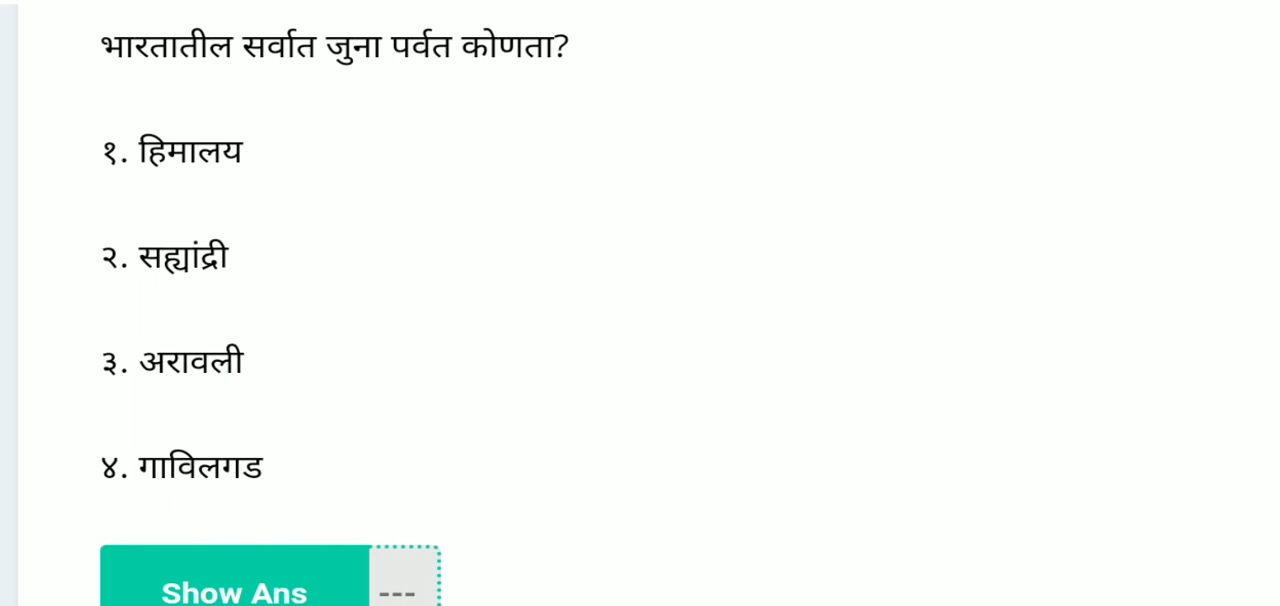 भारतातील सर्वात जुना पर्वत कोणता?
१. हिमालय
२. सह्यांद्री
३. अरावली
४. गाविलगड
Show Ans ---